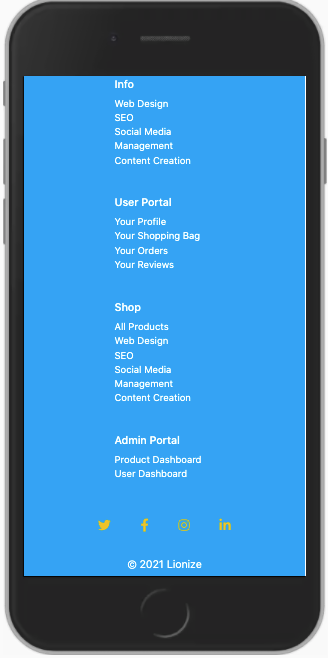 Info
Web Design
SEO
Social Media
Management
Content Creation
User Portal
Your Profile
Your Shopping Bag
Your Orders
Your Reviews
Shop
All Products
Web Design
SEO
Social Media
Management
Content Creation
Admin Portal
Product Dashboard
User Dashboard
© 2021 Lionize